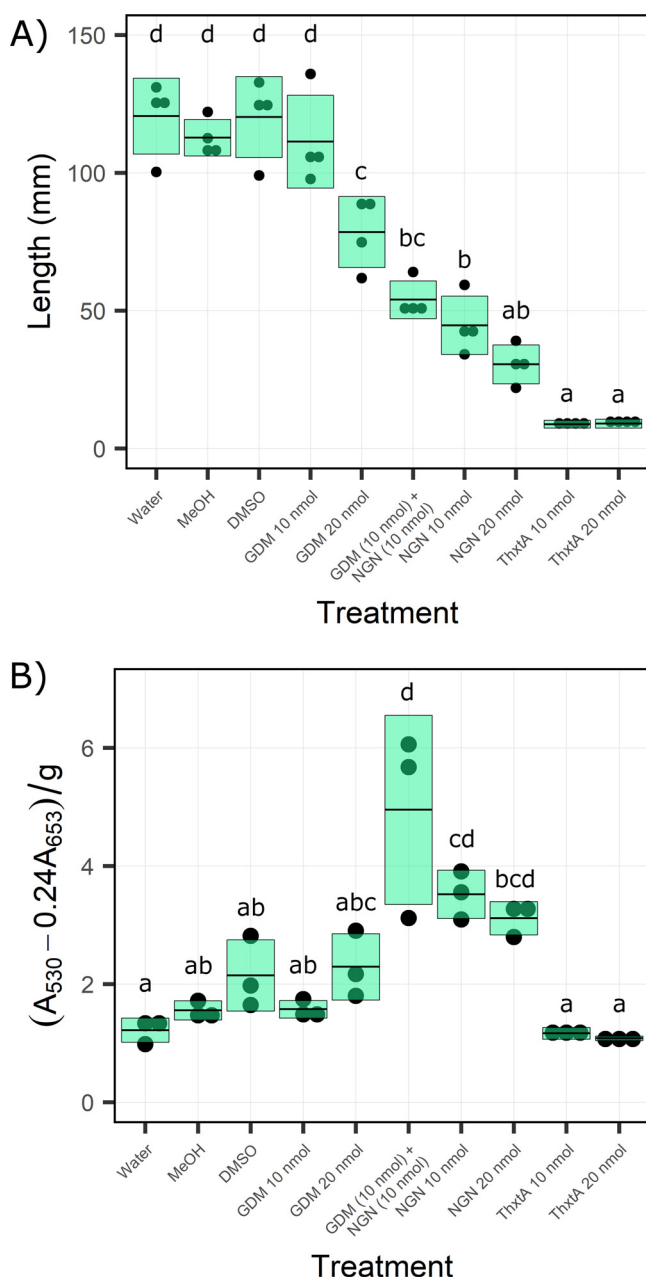 A)
150
100
50
0
Length (mm)
d d d d
c
bc
b
ab
a a
Water
MeOH
DMSO
GDM 10 nmol
GDM 20 nmol
GDM (10 nmol) +
NGN (10 nmol)
NGN 10 nmol
NGN 20 nmol
ThxtA 10 nmol
ThxtA 20 nmol
Treatment
B)
6
4
2
0
(A530 − 0.24A653)/g
a
ab
ab
ab
abc
d
cd
bcd
a a
Water
MeOH
DMSO
GDM 10 nmol
GDM 20 nmol
GDM (10 nmol) +
NGN (10 nmol)
NGN 10 nmol
NGN 20 nmol
ThxtA 10 nmol
ThxtA 20 nmol
Treatment